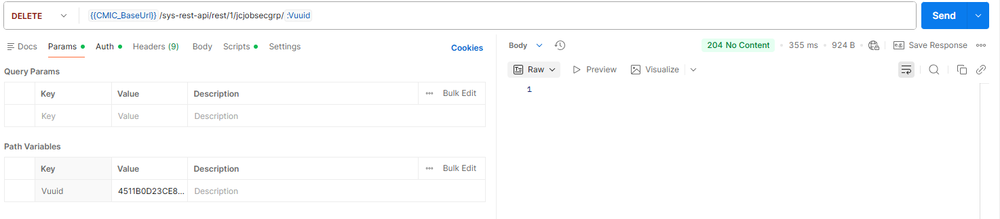 DELETE {{CMIC_BaseUrl}} /sys-rest-api/rest/1/jcjobsecgrp/ :Vuuid Send
Docs Params Auth Headers (9) Body Scripts Settings Cookies
Query Params
Key Value Description ··· Bulk Edit
Key Value Description
Path Variables
Key Value Description ··· Bulk Edit
Vuuid 4511B0D23CE8... Description
Body 204 No Content • 355 ms • 924 B e.g. Save Response ···
Raw Preview Visualize
1